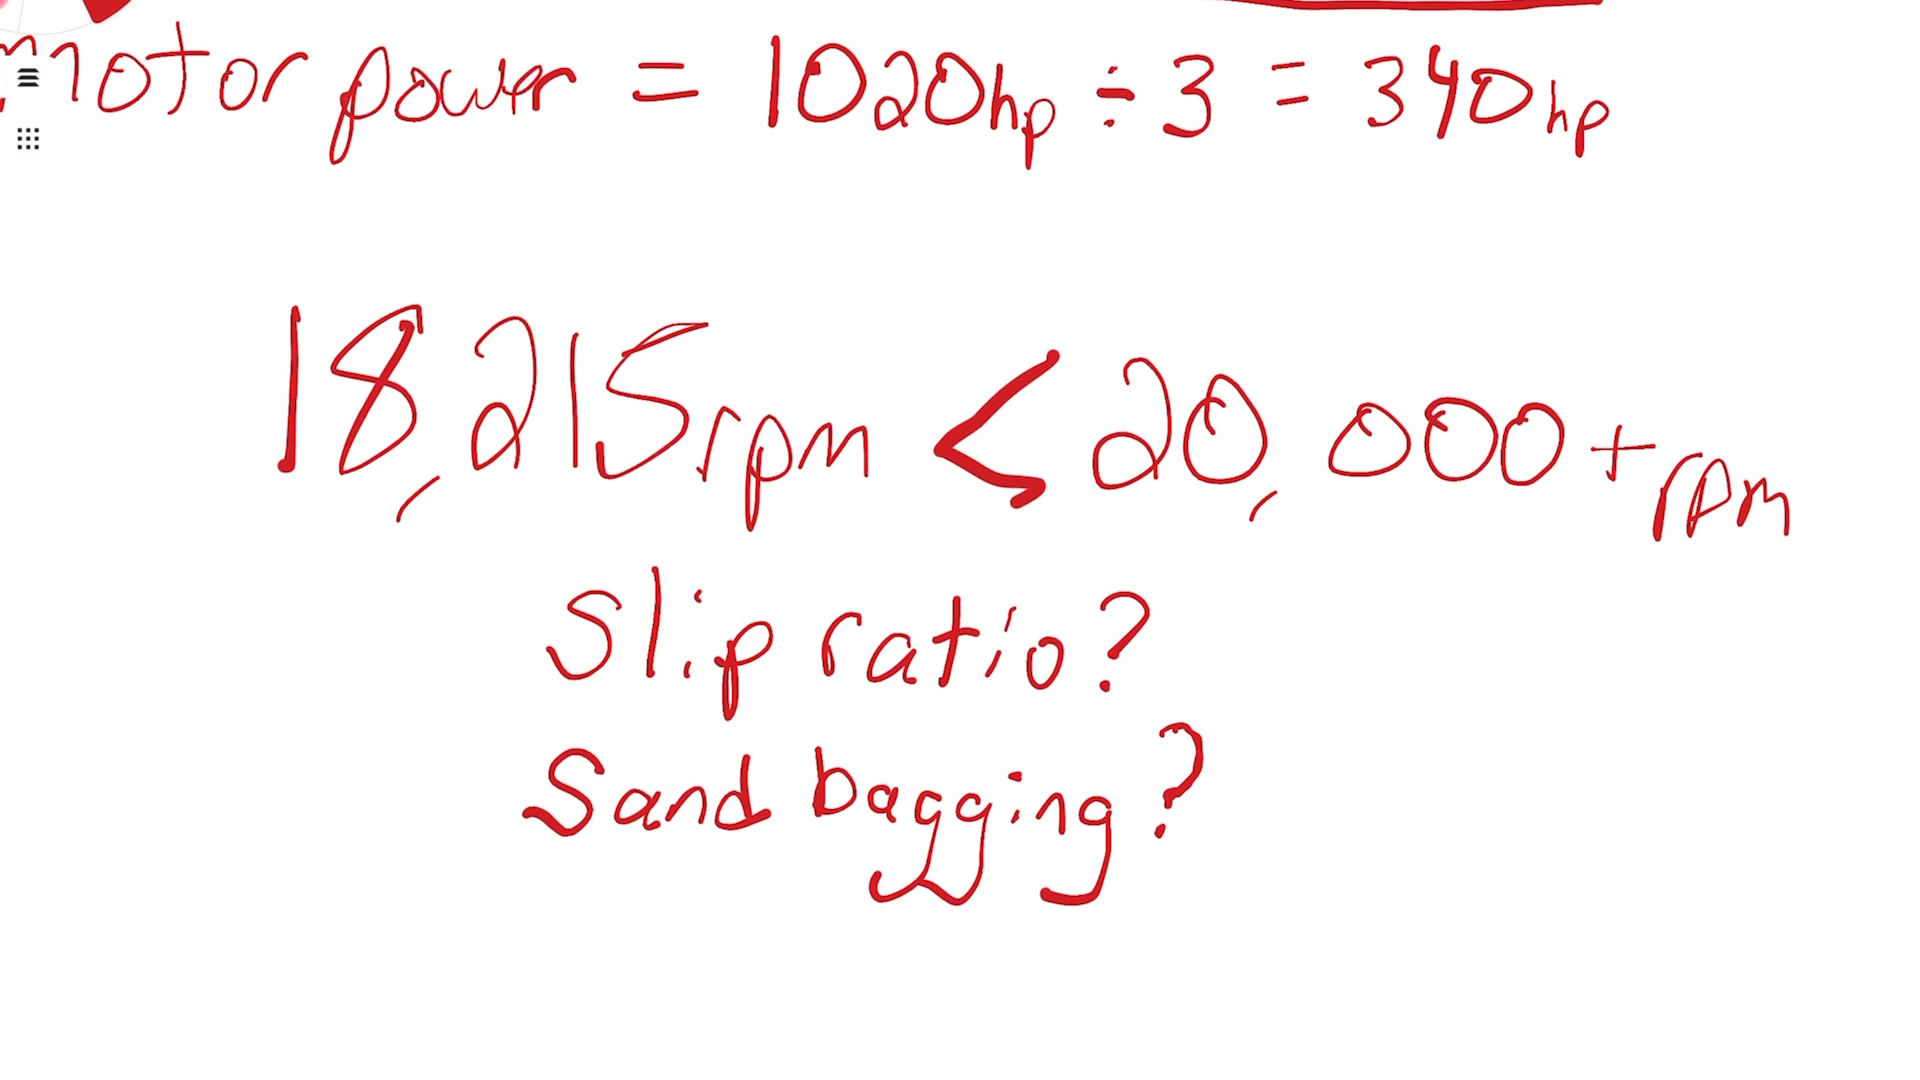 motor power = 1020hp ÷ 3 = 340hp
18,215rpm < 20,000+rpm
Slip ratio?
Sand bagging?